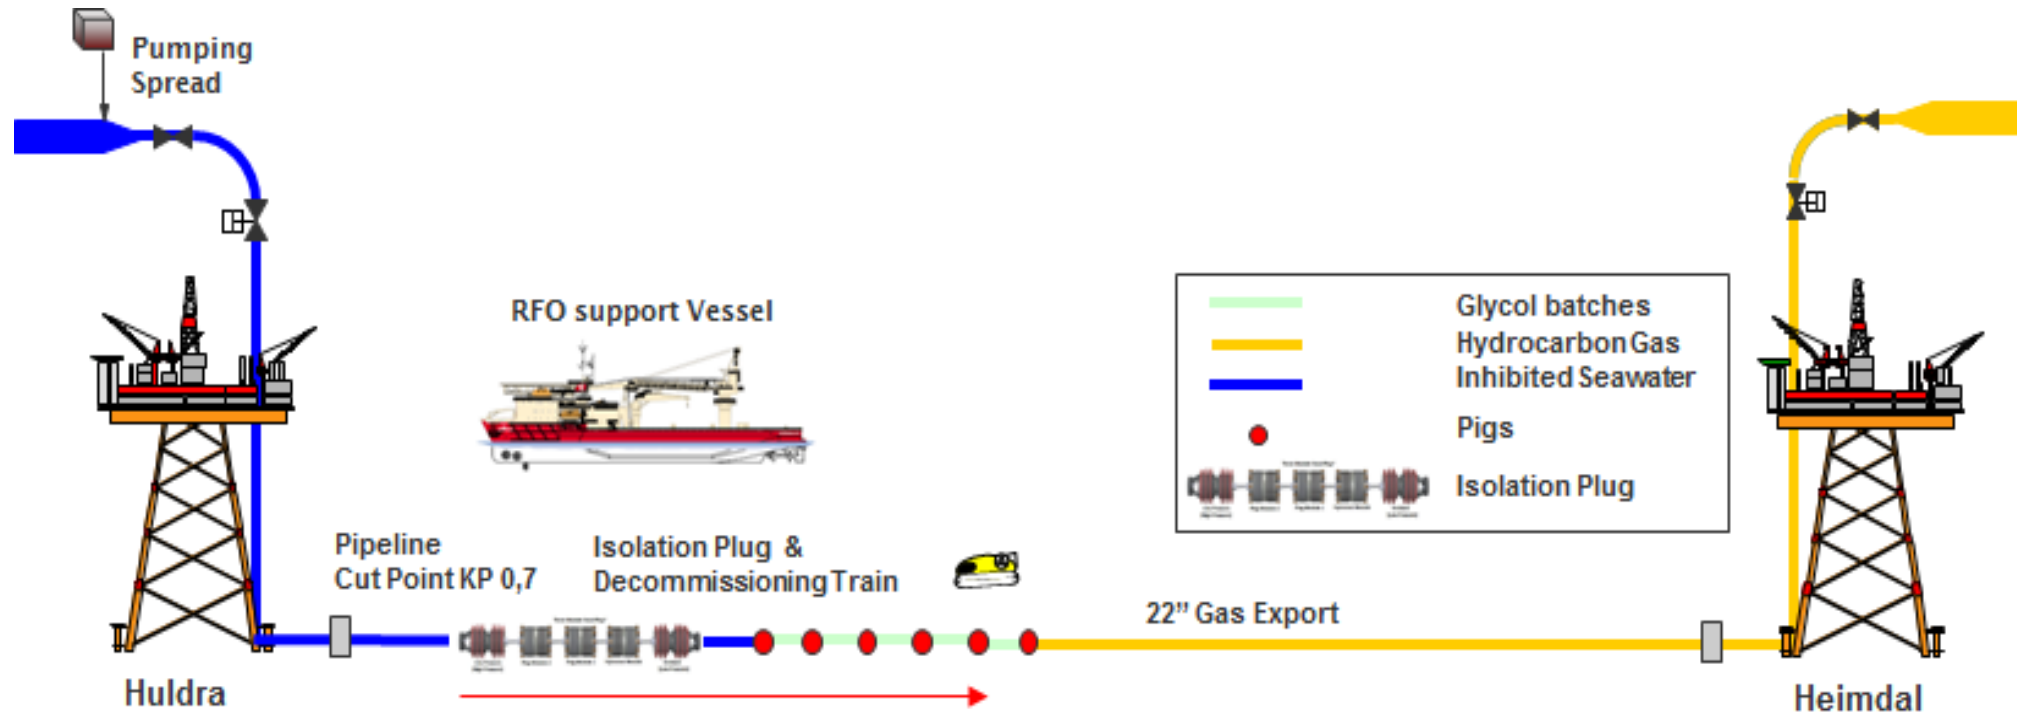 Pumping
Spread
RFO support Vessel
Glycol batches
Hydrocarbon Gas
Inhibited Seawater
Pigs
Isolation Plug
Pipeline
Cut Point KP 0,7
Isolation Plug &
Decommissioning Train
22” Gas Export
Huldra
Heimdal